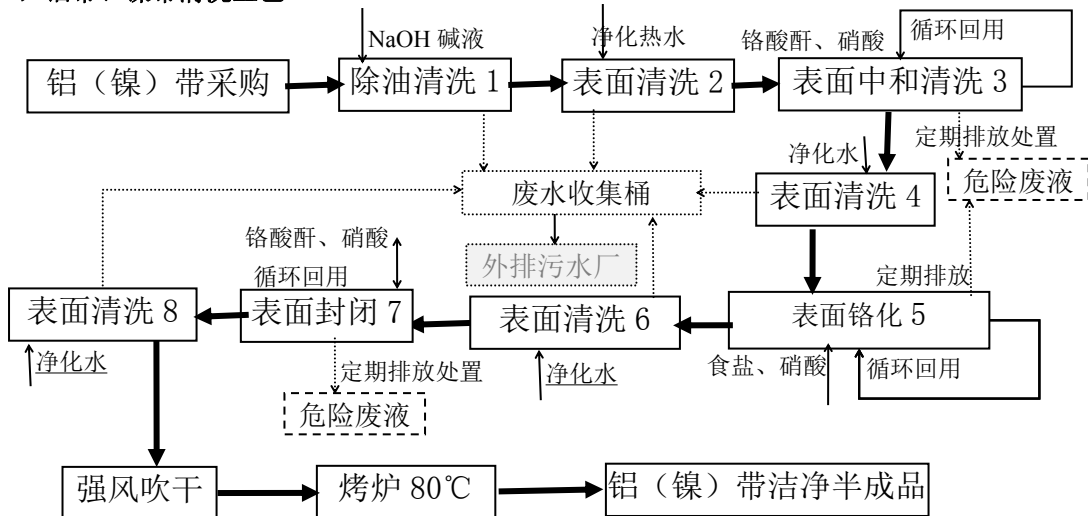 NaOH 碱液
净化热水
铬酸酐、硝酸
循环回用
铝（镍）带采购
除油清洗 1
表面清洗 2
表面中和清洗 3
定期排放处置
净化水
危险废液
废水收集桶
表面清洗 4
铬酸酐、硝酸
外排污水厂
循环回用
定期排放
表面清洗 8
表面封闭 7
表面清洗 6
表面铬化 5
净化水
定期排放处置
净化水
食盐、硝酸
循环回用
危险废液
强风吹干
烤炉 80℃
铝（镍）带洁净半成品